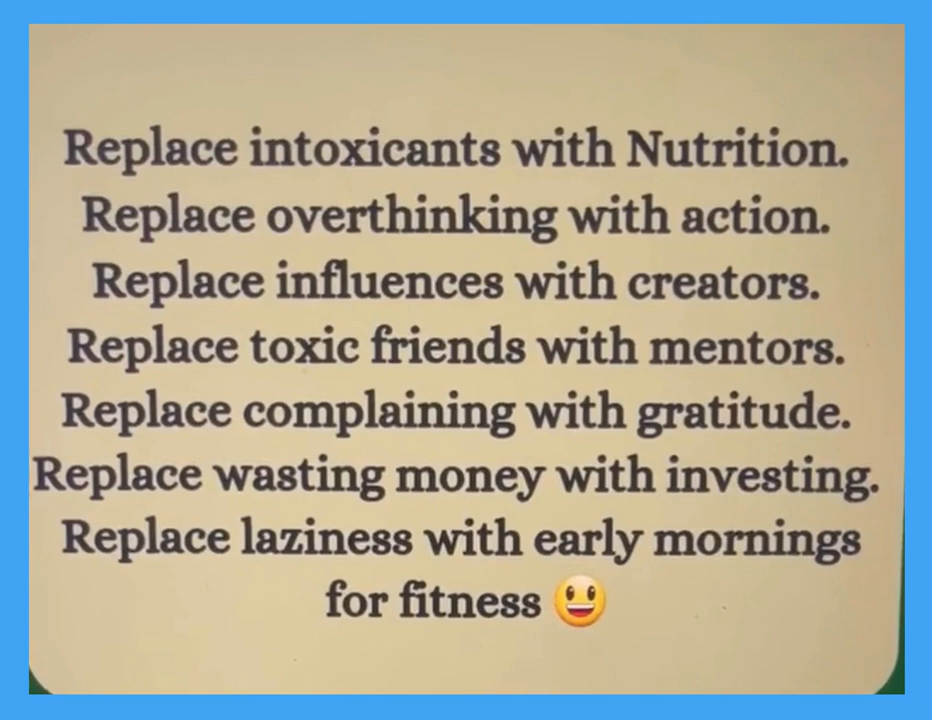 Replace intoxicants with Nutrition.
Replace overthinking with action.
Replace influences with creators.
Replace toxic friends with mentors.
Replace complaining with gratitude.
Replace wasting money with investing.
Replace laziness with early mornings
for fitness 😃